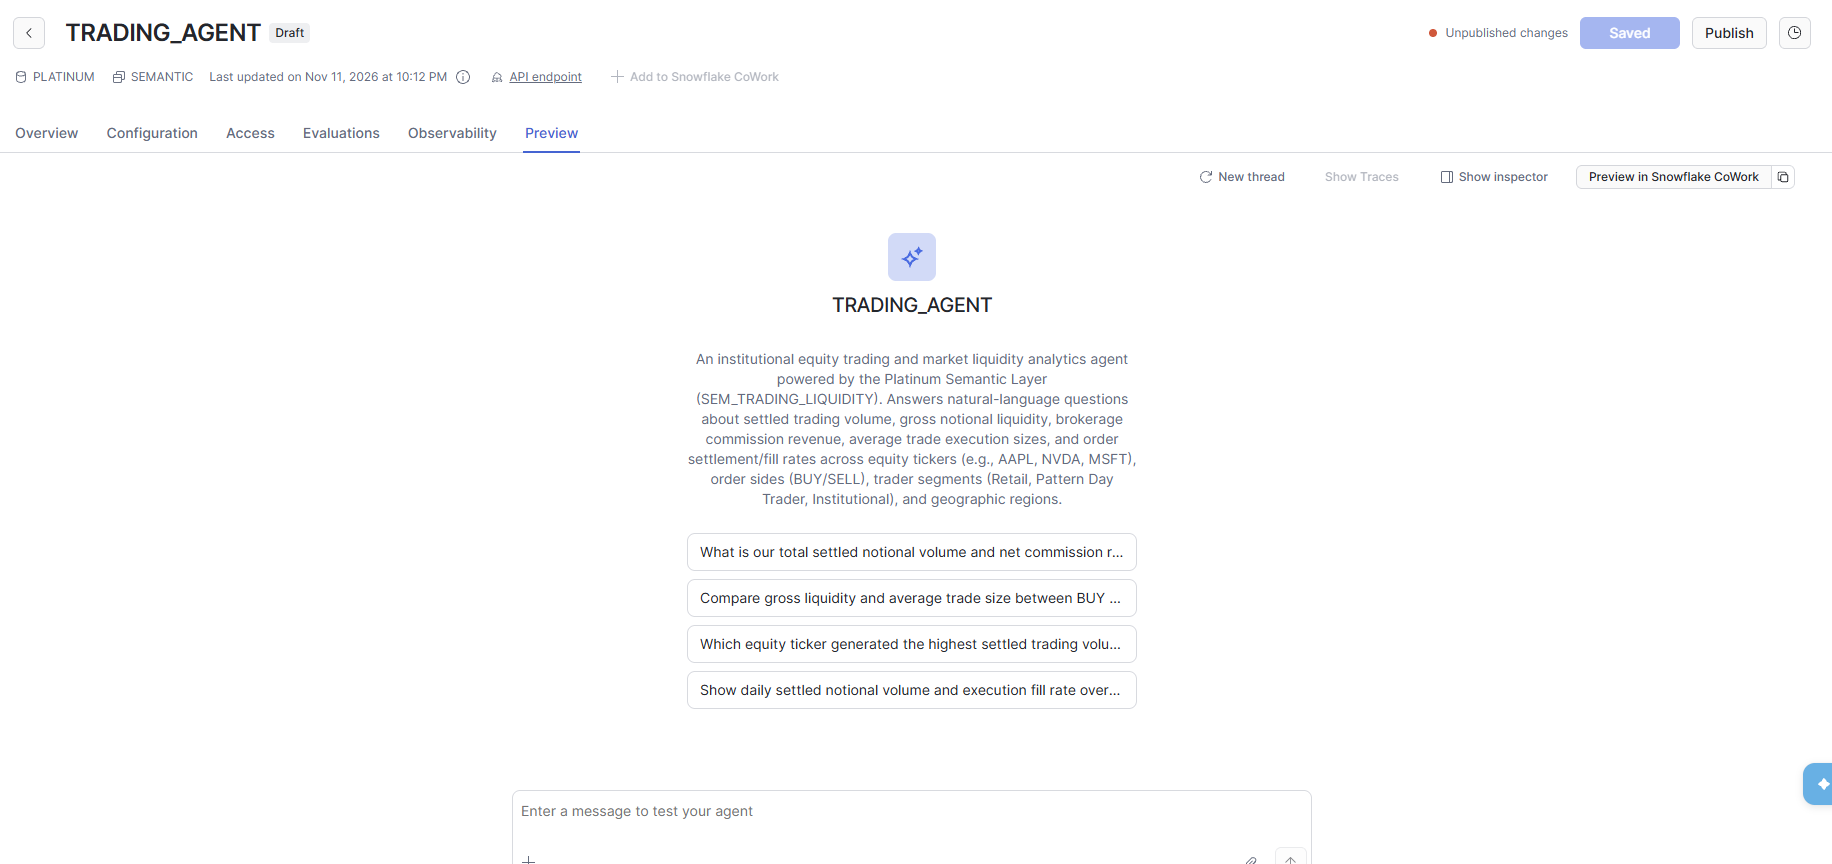 TRADING_AGENT Draft
Unpublished changes Saved Publish
PLATINUM SEMANTIC Last updated on Nov 11, 2026 at 10:12 PM API endpoint Add to Snowflake CoWork
Overview Configuration Access Evaluations Observability Preview
New thread Show Traces Show inspector Preview in Snowflake CoWork
TRADING_AGENT
An institutional equity trading and market liquidity analytics agent
powered by the Platinum Semantic Layer
(SEM_TRADING_LIQUIDITY). Answers natural-language questions
about settled trading volume, gross notional liquidity, brokerage
commission revenue, average trade execution sizes, and order
settlement/fill rates across equity tickers (e.g., AAPL, NVDA, MSFT),
order sides (BUY/SELL), trader segments (Retail, Pattern Day
Trader, Institutional), and geographic regions.
What is our total settled notional volume and net commission r...
Compare gross liquidity and average trade size between BUY ...
Which equity ticker generated the highest settled trading volu...
Show daily settled notional volume and execution fill rate over...
Enter a message to test your agent